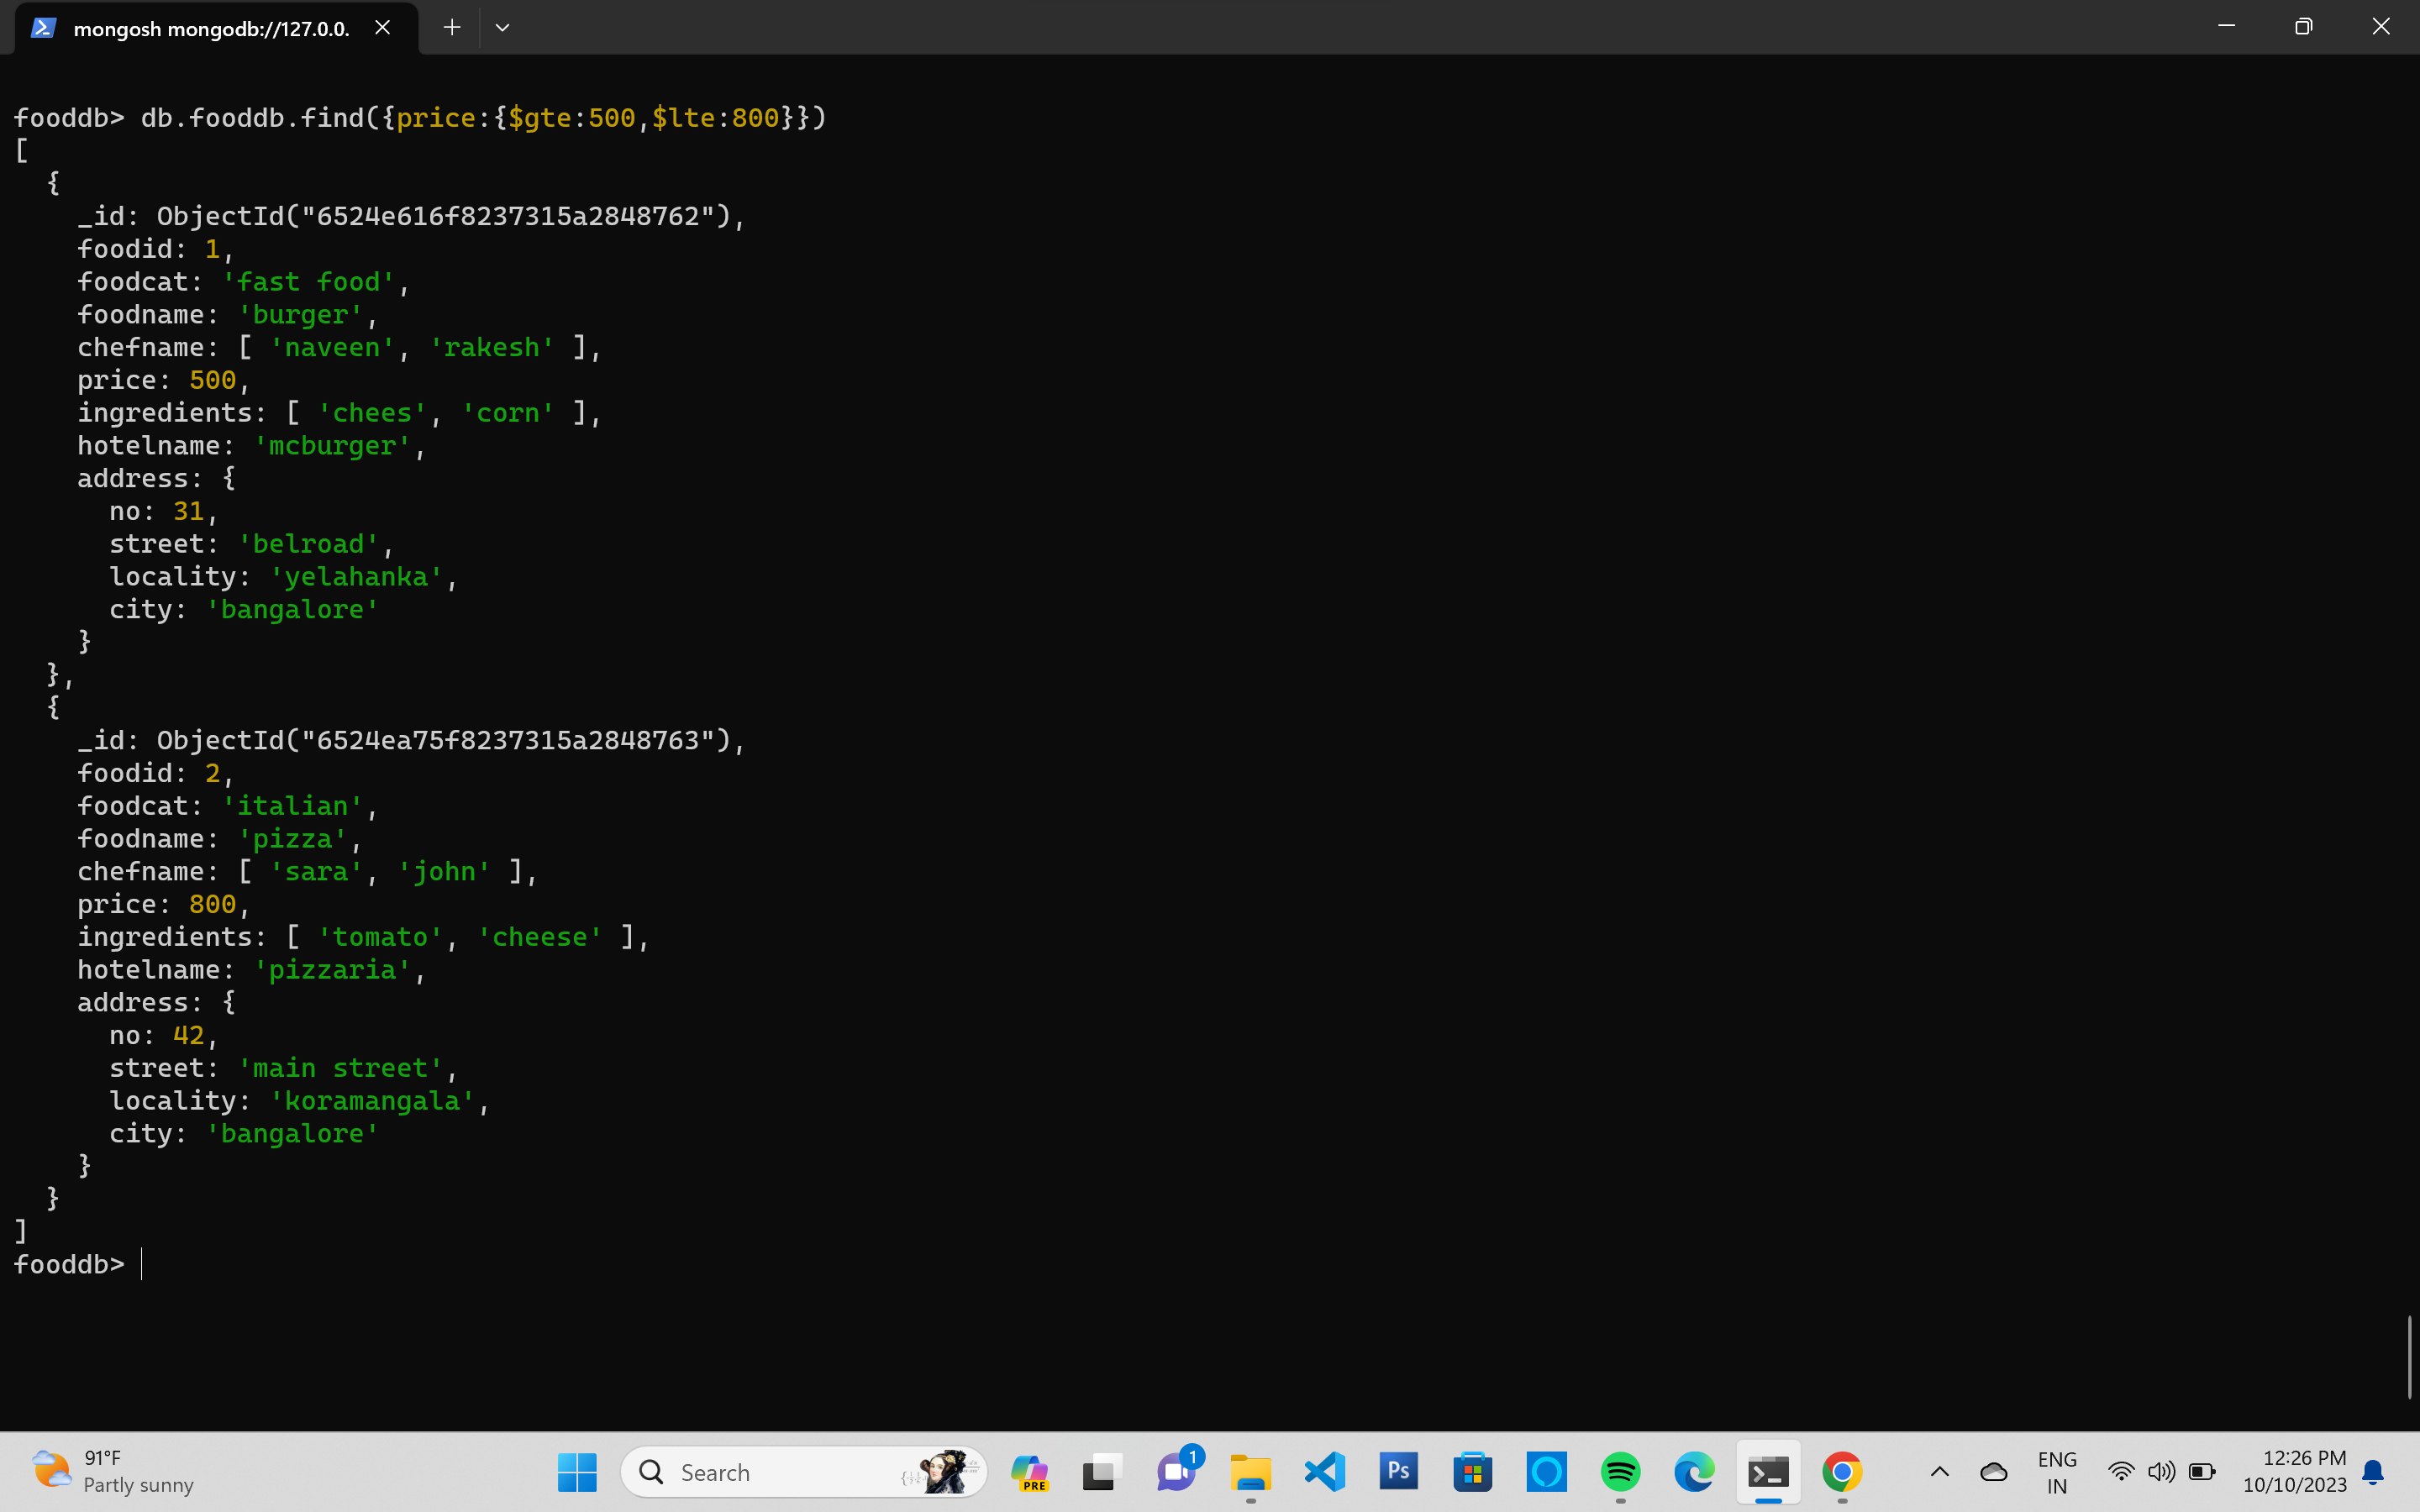 mongosh mongodb://127.0.0.
fooddb> db.fooddb.find({price:{$gte:500,$lte:800}})
[
  {
    _id: ObjectId("6524e616f8237315a2848762"),
    foodid: 1,
    foodcat: 'fast food',
    foodname: 'burger',
    chefname: [ 'naveen', 'rakesh' ],
    price: 500,
    ingredients: [ 'chees', 'corn' ],
    hotelname: 'mcburger',
    address: {
      no: 31,
      street: 'belroad',
      locality: 'yelahanka',
      city: 'bangalore'
    }
  },
  {
    _id: ObjectId("6524ea75f8237315a2848763"),
    foodid: 2,
    foodcat: 'italian',
    foodname: 'pizza',
    chefname: [ 'sara', 'john' ],
    price: 800,
    ingredients: [ 'tomato', 'cheese' ],
    hotelname: 'pizzaria',
    address: {
      no: 42,
      street: 'main street',
      locality: 'koramangala',
      city: 'bangalore'
    }
  }
]
fooddb>
91°F
Partly sunny
Search
PRE
1
Ps
ENG
IN
12:26 PM
10/10/2023